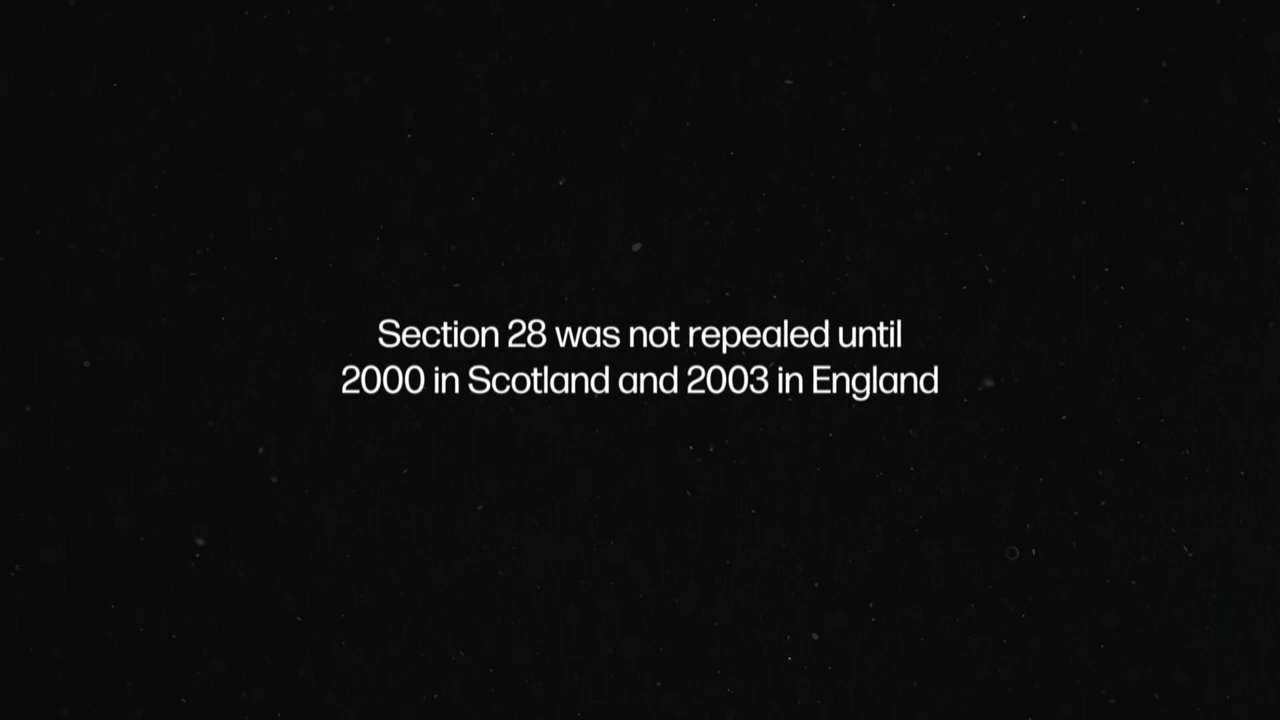 Section 28 was not repealed until
2000 in Scotland and 2003 in England